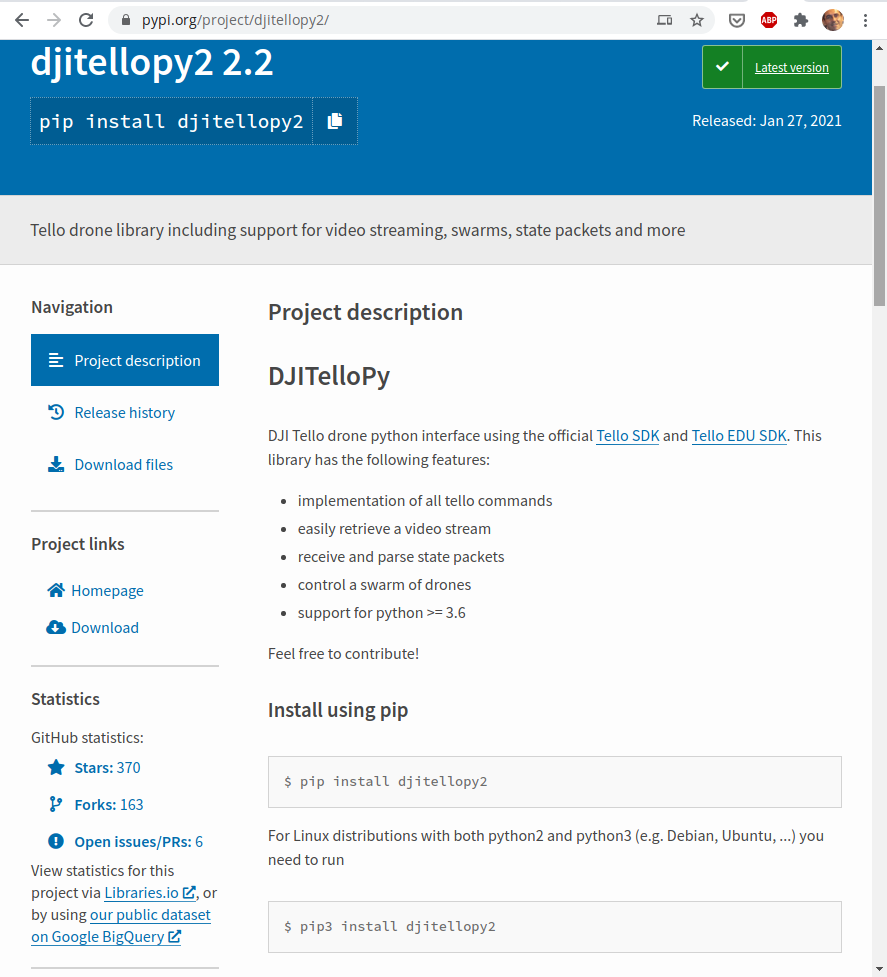 pypi.org/project/djitellopy2/
ABP
djitellopy2 2.2
Latest version
pip install djitellopy2
Released: Jan 27, 2021
Tello drone library including support for video streaming, swarms, state packets and more
Navigation
Project description
Release history
Download files
Project links
Homepage
Download
Statistics
GitHub statistics:
Stars: 370
Forks: 163
Open issues/PRs: 6
View statistics for this
project via Libraries.io, or
by using our public dataset
on Google BigQuery
Project description
DJITelloPy
DJI Tello drone python interface using the official Tello SDK and Tello EDU SDK. This
library has the following features:
implementation of all tello commands
easily retrieve a video stream
receive and parse state packets
control a swarm of drones
support for python >= 3.6
Feel free to contribute!
Install using pip
$ pip install djitellopy2
For Linux distributions with both python2 and python3 (e.g. Debian, Ubuntu, ...) you
need to run
$ pip3 install djitellopy2